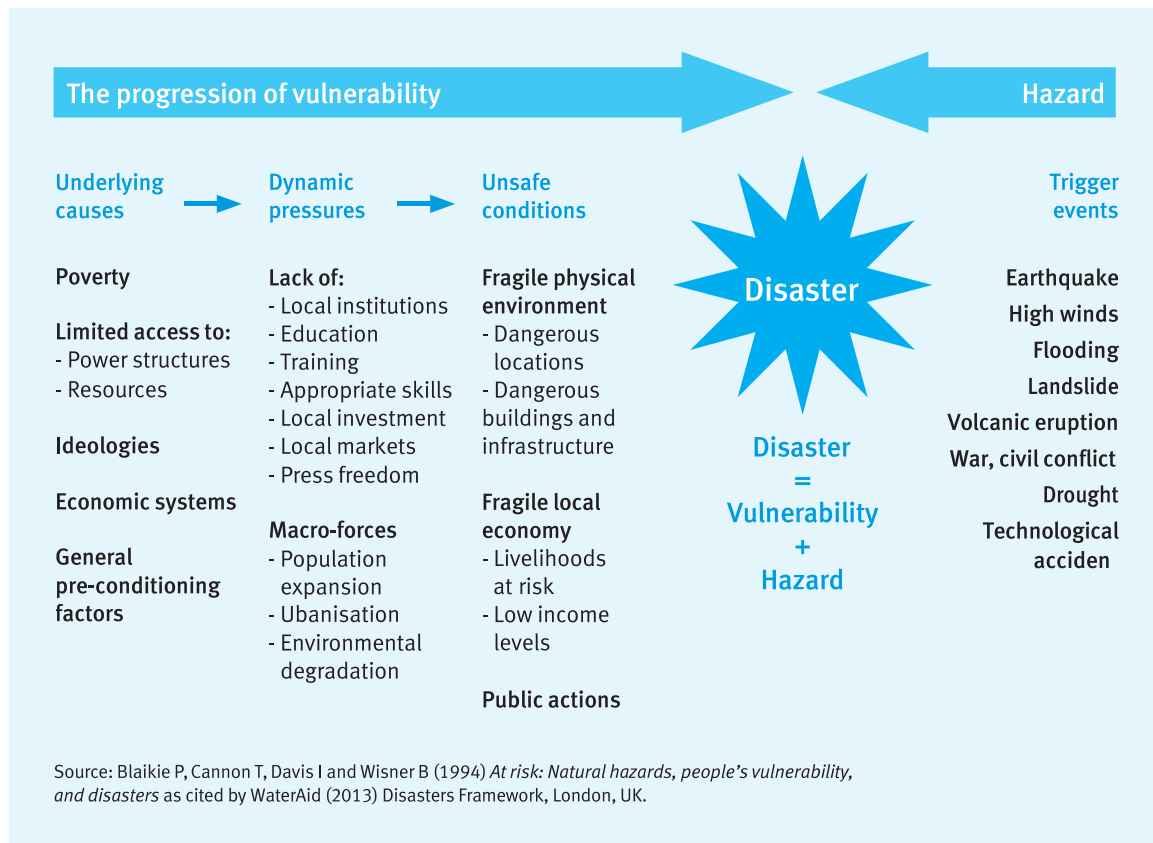 The progression of vulnerability
Hazard
Underlying
causes
Dynamic
pressures
Unsafe
conditions
Trigger
events
Poverty
Limited access to:
- Power structures
- Resources
Ideologies
Economic systems
General
pre-conditioning
factors
Lack of:
- Local institutions
- Education
- Training
- Appropriate skills
- Local investment
- Local markets
- Press freedom
Macro-forces
- Population
expansion
- Ubanisation
- Environmental
degradation
Fragile physical
environment
- Dangerous
locations
- Dangerous
buildings and
infrastructure
Fragile local
economy
- Livelihoods
at risk
- Low income
levels
Public actions
Disaster
Disaster
=
Vulnerability
+
Hazard
Earthquake
High winds
Flooding
Landslide
Volcanic eruption
War, civil conflict
Drought
Technological
acciden
Source: Blaikie P, Cannon T, Davis I and Wisner B (1994) At risk: Natural hazards, people’s vulnerability,
and disasters as cited by WaterAid (2013) Disasters Framework, London, UK.